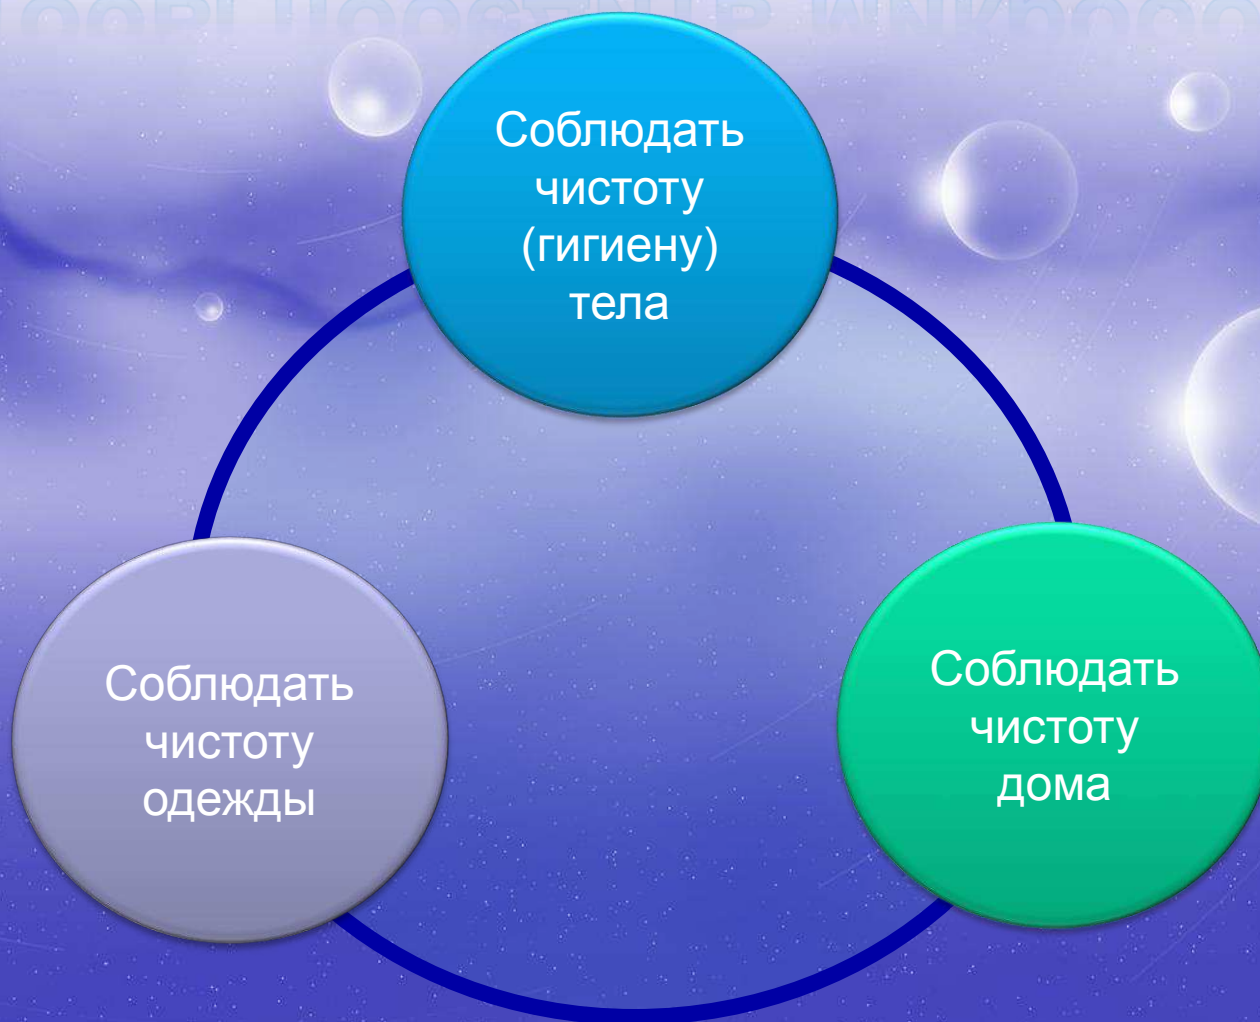 Соблюдать
чистоту
(гигиену)
тела
Соблюдать
чистоту
одежды
Соблюдать
чистоту
дома